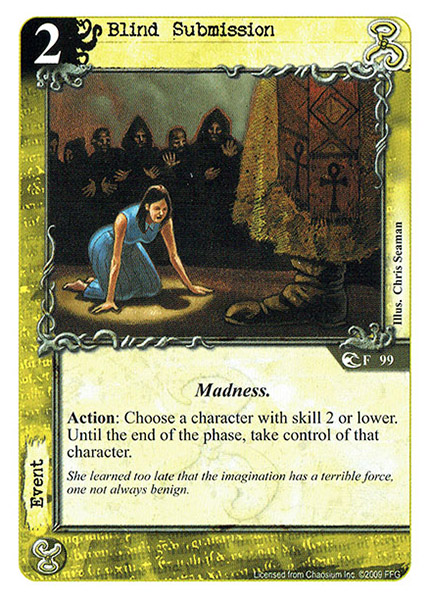 2
Blind Submission
Illus. Chris Seaman
F 99
Madness.
Action: Choose a character with skill 2 or lower.
Until the end of the phase, take control of that
character.
She learned too late that the imagination has a terrible force,
one not always benign.
Event
Licensed from Chaosium Inc. ©2009 FFG